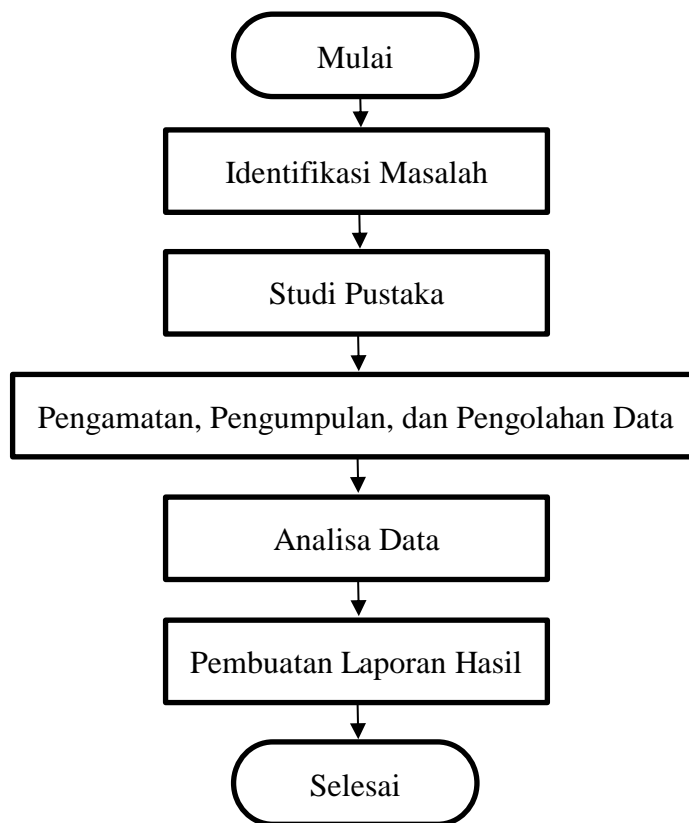 Mulai
Identifikasi Masalah
Studi Pustaka
Pengamatan, Pengumpulan, dan Pengolahan Data
Analisa Data
Pembuatan Laporan Hasil
Selesai